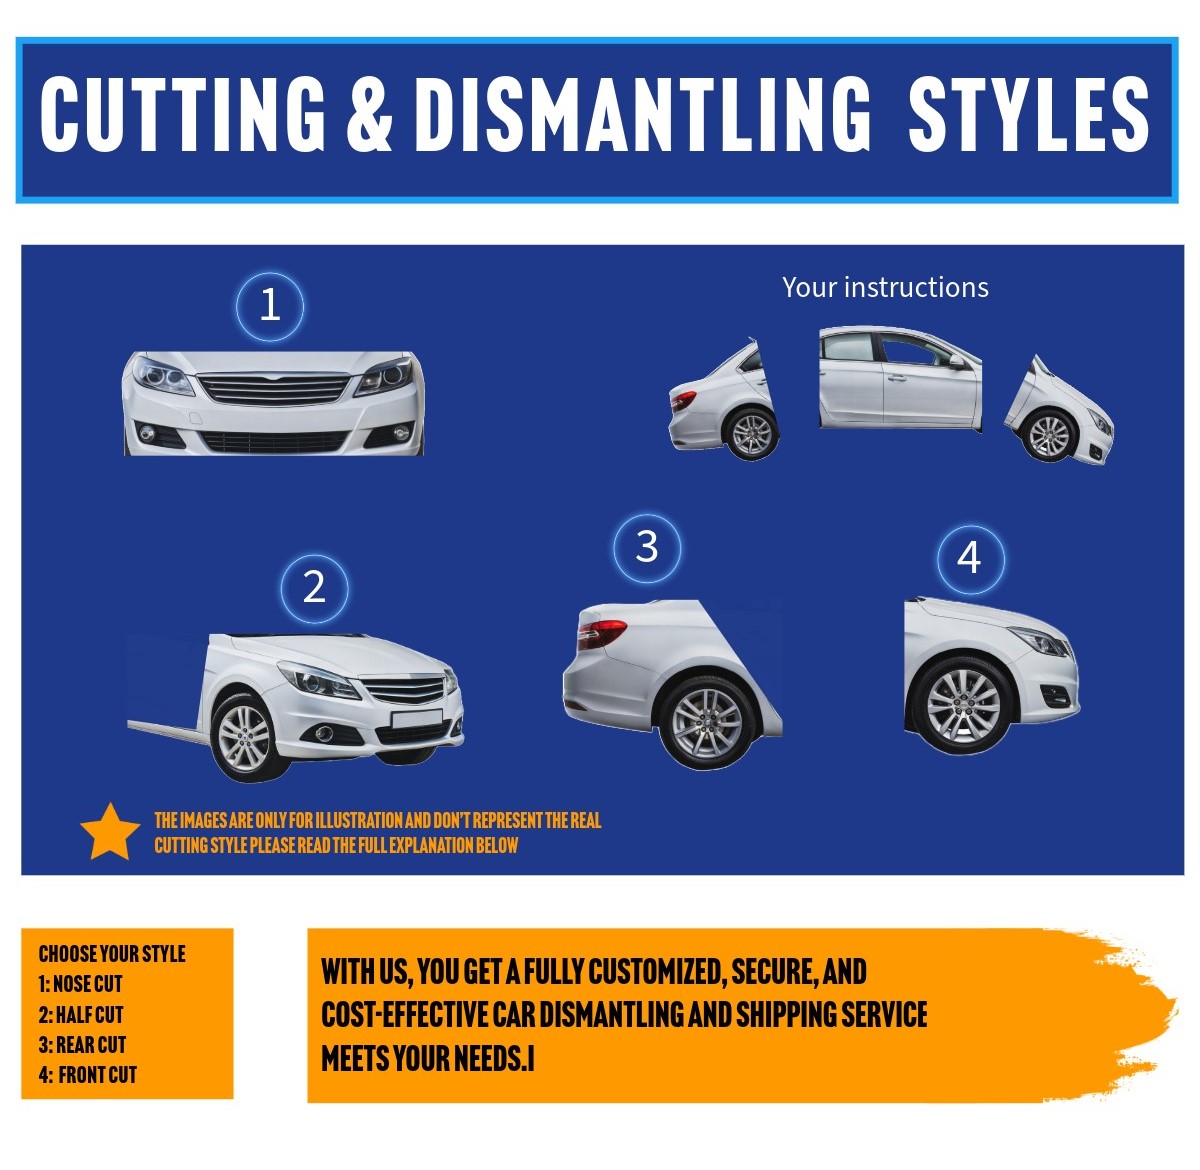 CUTTING & DISMANTLING STYLES
1
Your instructions
2
3
4
THE IMAGES ARE ONLY FOR ILLUSTRATION AND DON'T REPRESENT THE REAL
CUTTING STYLE PLEASE READ THE FULL EXPLANATION BELOW
CHOOSE YOUR STYLE
1: NOSE CUT
2: HALF CUT
3: REAR CUT
4: FRONT CUT
WITH US, YOU GET A FULLY CUSTOMIZED, SECURE, AND
COST-EFFECTIVE CAR DISMANTLING AND SHIPPING SERVICE
MEETS YOUR NEEDS.I